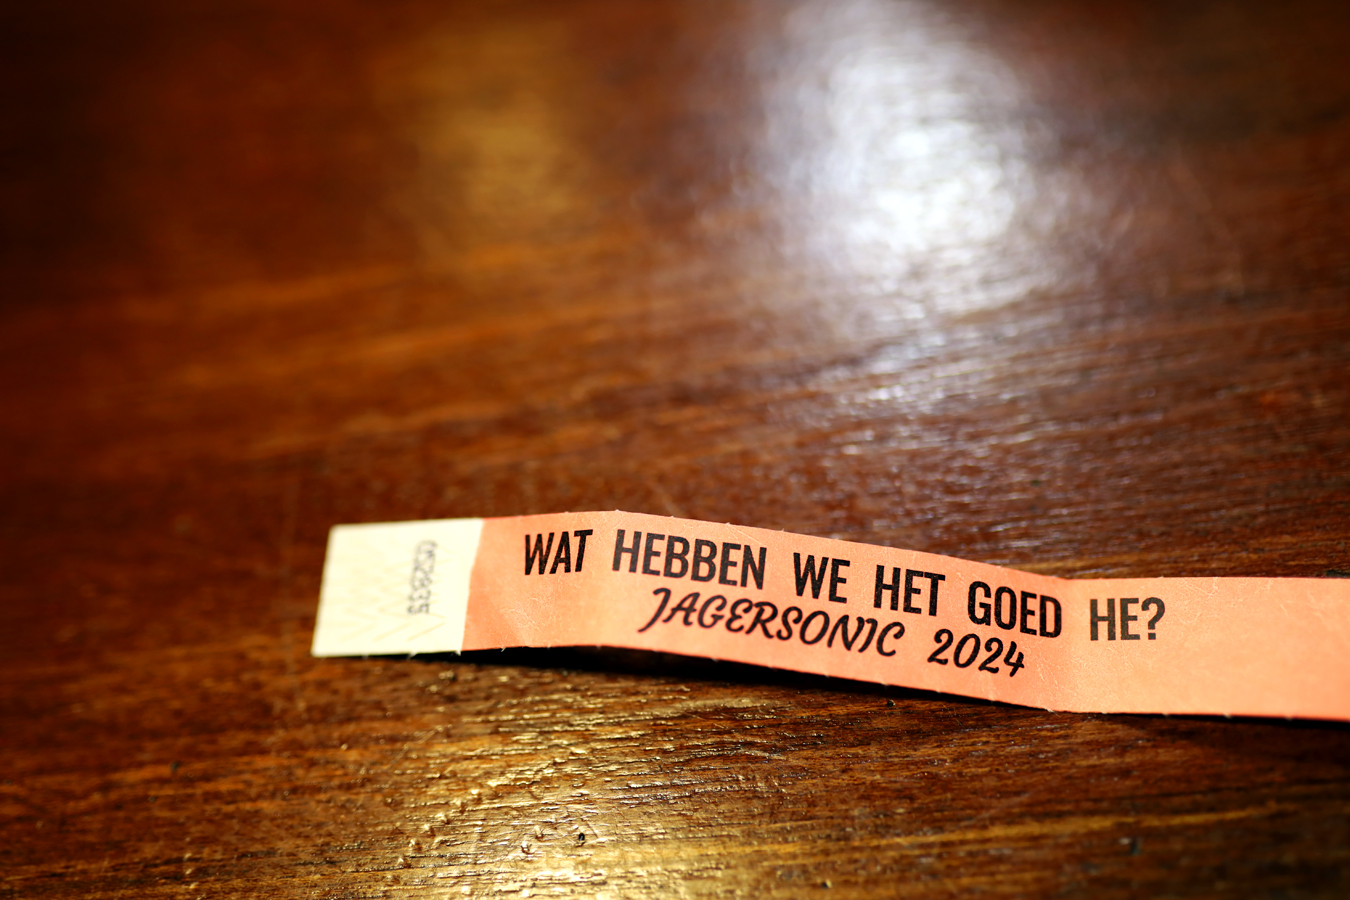 WAT HEBBEN WE HET GOED HE?
JAGERSONIC 2024